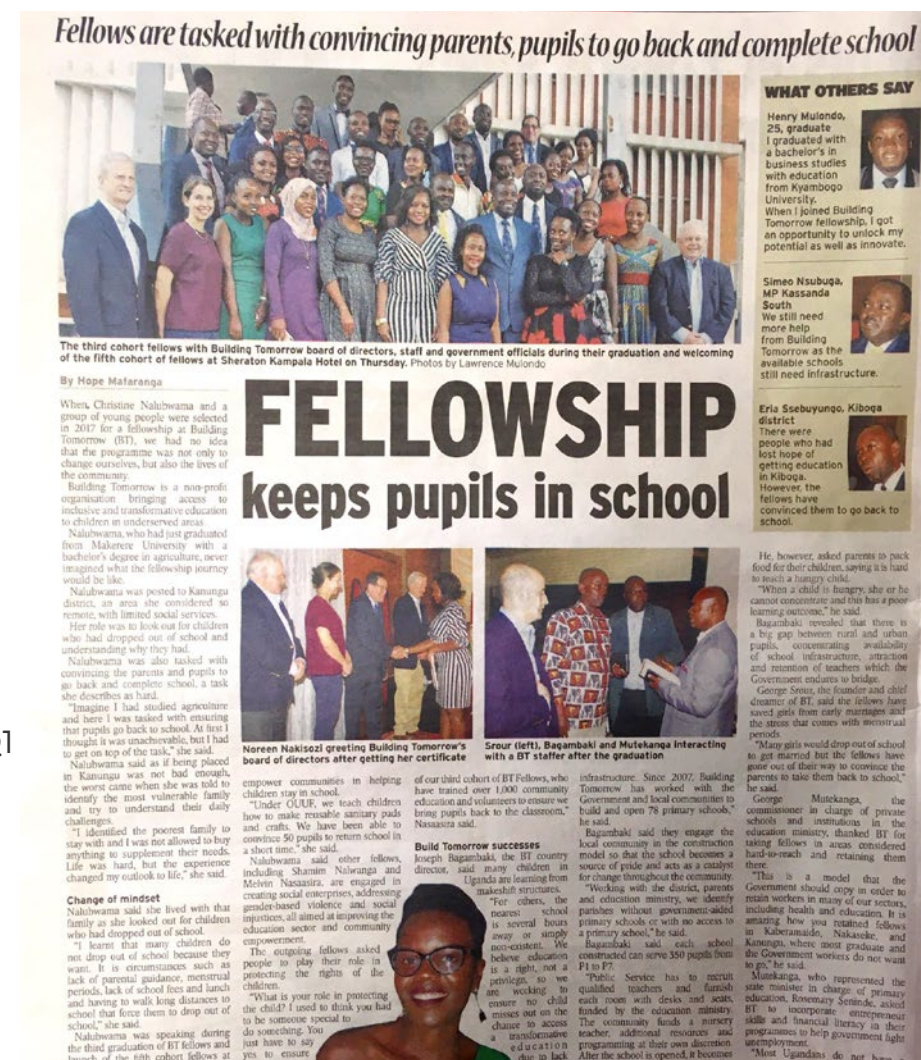 Fellows are tasked with convincing parents, pupils to go back and complete school
The third cohort fellows with Building Tomorrow board of directors, staff and government officials during their graduation and welcoming
of the fifth cohort of fellows at Sheraton Kampala Hotel on Thursday. Photos by Lawrence Mulondo
WHAT OTHERS SAY
Henry Mulondo,
25, graduate
I graduated with
a bachelor's in
business studies
with education
from Kyambogo
University.
When I joined Building
Tomorrow fellowship, I got
an opportunity to unlock my
potential as well as innovate.
Simeo Nsubuga,
MP Kassanda
South
We still need
more help
from Building
Tomorrow as the
available schools
still need infrastructure.
Eria Ssebuyungo, Kiboga
district
There were
people who had
lost hope of
getting education
in Kiboga.
However, the
fellows have
convinced them to go back to
school.
FELLOWSHIP
keeps pupils in school
By Hope Mafaranga
When, Christine Nalubwama and a
group of young people were selected
in 2017 for a fellowship at Building
Tomorrow (BT), we had no idea
that the programme was not only to
change ourselves, but also the lives of
the community.
Building Tomorrow is a non-profit
organisation bringing access to
inclusive and transformative education
to children in underserved areas.
Nalubwama, who had just graduated
from Makerere University with a
bachelor's degree in agriculture, never
imagined what the fellowship journey
would be like.
Nalubwama was posted to Kanungu
district, an area she considered so
remote, with limited social services.
Her role was to look out for children
who had dropped out of school and
understanding why they had.
Nalubwama was also tasked with
convincing the parents and pupils to
go back and complete school, a task
she describes as hard.
"Imagine I had studied agriculture
and here I was tasked with ensuring
that pupils go back to school. At first I
thought it was unachievable, but I had
to get on top of the task," she said.
Nalubwama said as if being placed
in Kanungu was not bad enough,
the worst came when she was told to
identify the most vulnerable family
and try to understand their daily
challenges.
"I identified the poorest family to
stay with and I was not allowed to buy
anything to supplement their needs.
Life was hard, but the experience
changed my outlook to life," she said.
Change of mindset
Nalubwama said she lived with that
family as she looked out for children
who had dropped out of school.
"I learnt that many children do
not drop out of school because they
want. It is circumstances such as
lack of parental guidance, menstrual
periods, lack of school fees and lunch
and having to walk long distances to
school that force them to drop out of
school," she said.
Nalubwama was speaking during
the third graduation of BT fellows and
launch of the fifth cohort fellows at
Noreen Nakisozi greeting Building Tomorrow's
board of directors after getting her certificate
Srour (left), Bagambaki and Mutekanga interacting
with a BT staffer after the graduation
empower communities in helping
children stay in school.
"Under OUUF, we teach children
how to make reusable sanitary pads
and crafts. We have been able to
convince 50 pupils to return school in
a short time," she said.
Nalubwama said other fellows,
including Shamim Nalwanga and
Melvin Nasaasira, are engaged in
creating social enterprises, addressing
gender-based violence and social
injustices, all aimed at improving the
education sector and community
empowerment.
The outgoing fellows asked
people to play their role in
protecting the rights of the
children.
"What is your role in protecting
the child? I used to think you had
to be someone special to
do something. You
just have to say
yes to ensure
of our third cohort of BT Fellows, who
have trained over 1,000 community
education and volunteers to ensure we
bring pupils back to the classroom,"
Nasaasira said.
Build Tomorrow successes
Joseph Bagambaki, the BT country
director, said many children in
Uganda are learning from
makeshift structures.
"For others, the
nearest school
is several hours
away or simply
non-existent. We
believe education
is a right, not a
privilege, so we
are working to
ensure no child
misses out on the
chance to access
a transformative
education
due to lack
infrastructure. Since 2007, Building
Tomorrow has worked with the
Government and local communities to
build and open 78 primary schools,"
he said.
Bagambaki said they engage the
local community in the construction
model so that the school becomes a
source of pride and acts as a catalyst
for change throughout the community.
"Working with the district, parents
and education ministry, we identify
parishes without government-aided
primary schools or with no access to
a primary school," he said.
Bagambaki said each school
constructed can serve 350 pupils from
P1 to P7.
"Public Service has to recruit
qualified teachers and furnish
each room with desks and seats,
funded by the education ministry.
The community funds a nursery
teacher, additional resources and
programming at their own discretion.
After the school is opened, it becomes
He, however, asked parents to pack
food for their children, saying it is hard
to teach a hungry child.
"When a child is hungry, she or he
cannot concentrate and this has a poor
learning outcome," he said.
Bagambaki revealed that there is
a big gap between rural and urban
pupils, concentrating availability
of school infrastructure, attraction
and retention of teachers which the
Government endures to bridge.
George Srour, the founder and chief
dreamer of BT, said the fellows have
saved girls from early marriages and
the stress that comes with menstrual
periods.
"Many girls would drop out of school
to get married but the fellows have
gone out of their way to convince the
parents to take them back to school,"
he said.
George Mutekanga, the
commissioner in charge of private
schools and institutions in the
education ministry, thanked BT for
taking fellows in areas considered
hard-to-reach and retaining them
there.
"This is a model that the
Government should copy in order to
retain workers in many of our sectors,
including health and education. It is
amazing how you retained fellows
in Kaberamaido, Nakaseke, and
Kanungu, where most graduate and
the Government workers do not want
to go," he said.
Mutekanga, who represented the
state minister in charge of primary
education, Rosemary Seninde, asked
BT to incorporate entrepreneur
skills and financial literacy in their
programmes to help government fight
unemployment.
"Most Ugandans do not